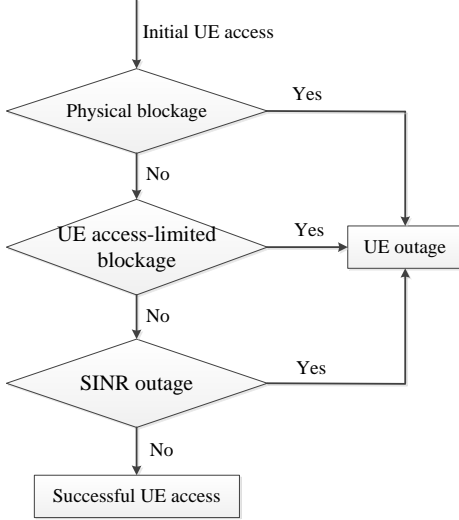 Initial UE access
Physical blockage
Yes
No
UE access-limited
blockage
Yes
UE outage
No
SINR outage
Yes
No
Successful UE access